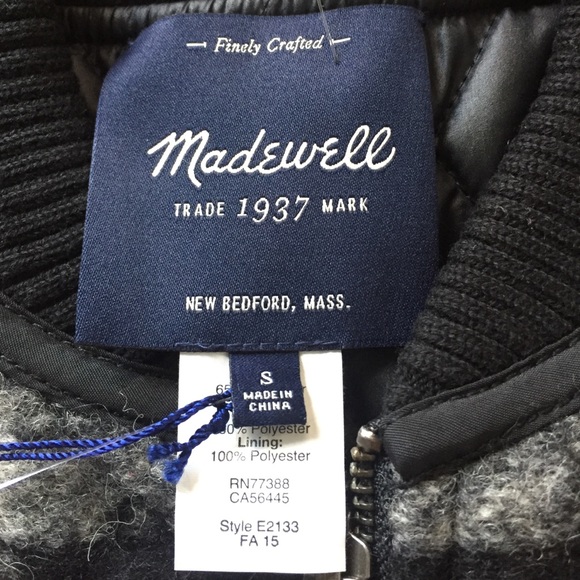 Finely Crafted
Madewell
TRADE 1937 MARK
NEW BEDFORD, MASS.
S
MADE IN
CHINA
Polyester
Lining:
100% Polyester
RN77388
CA56445
Style E2133
FA 15